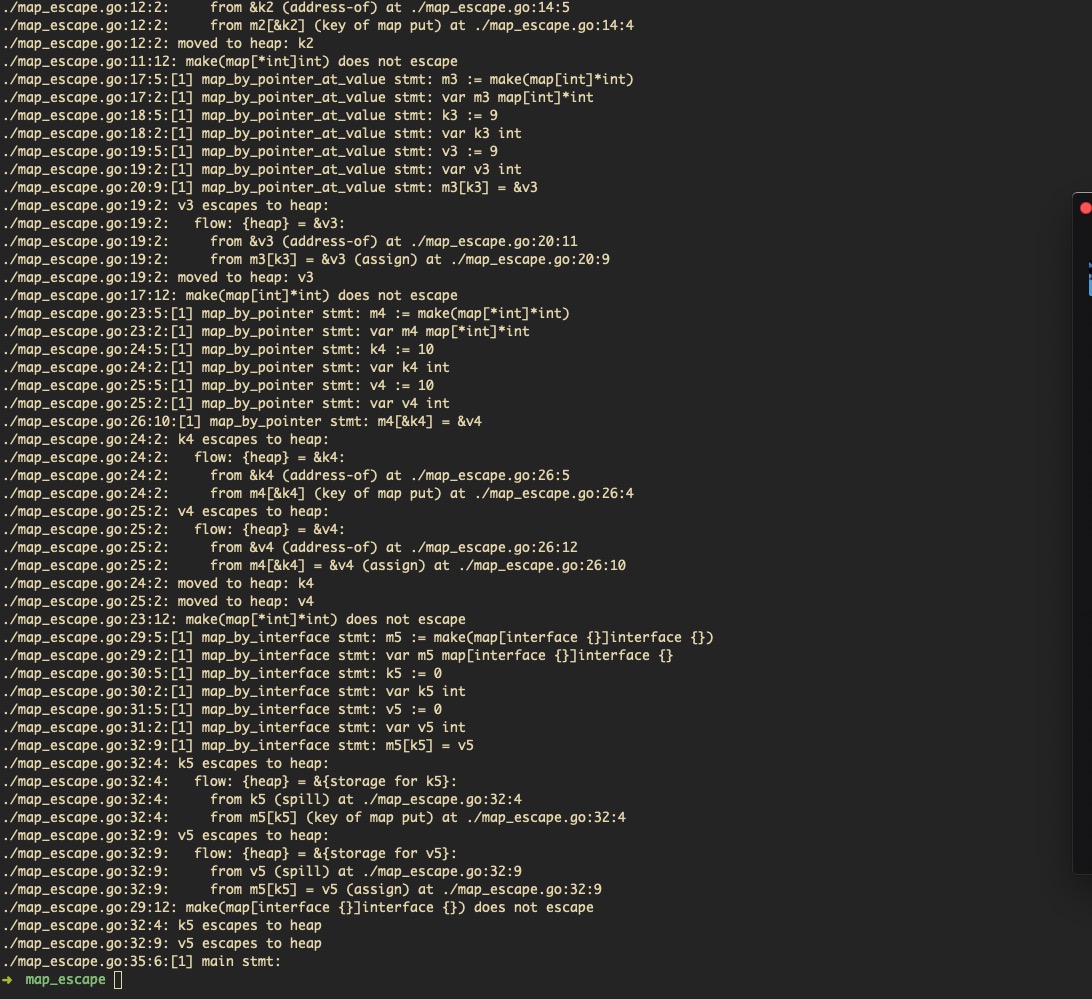 ./map_escape.go:12:2:     from &k2 (address-of) at ./map_escape.go:14:5
./map_escape.go:12:2:     from m2[&k2] (key of map put) at ./map_escape.go:14:4
./map_escape.go:12:2: moved to heap: k2
./map_escape.go:11:12: make(map[*int]int) does not escape
./map_escape.go:17:5:[1] map_by_pointer_at_value stmt: m3 := make(map[int]*int)
./map_escape.go:17:2:[1] map_by_pointer_at_value stmt: var m3 map[int]*int
./map_escape.go:18:5:[1] map_by_pointer_at_value stmt: k3 := 9
./map_escape.go:18:2:[1] map_by_pointer_at_value stmt: var k3 int
./map_escape.go:19:5:[1] map_by_pointer_at_value stmt: v3 := 9
./map_escape.go:19:2:[1] map_by_pointer_at_value stmt: var v3 int
./map_escape.go:20:9:[1] map_by_pointer_at_value stmt: m3[k3] = &v3
./map_escape.go:19:2: v3 escapes to heap:
./map_escape.go:19:2:   flow: {heap} = &v3:
./map_escape.go:19:2:     from &v3 (address-of) at ./map_escape.go:20:11
./map_escape.go:19:2:     from m3[k3] = &v3 (assign) at ./map_escape.go:20:9
./map_escape.go:19:2: moved to heap: v3
./map_escape.go:17:12: make(map[int]*int) does not escape
./map_escape.go:23:5:[1] map_by_pointer stmt: m4 := make(map[*int]*int)
./map_escape.go:23:2:[1] map_by_pointer stmt: var m4 map[*int]*int
./map_escape.go:24:5:[1] map_by_pointer stmt: k4 := 10
./map_escape.go:24:2:[1] map_by_pointer stmt: var k4 int
./map_escape.go:25:5:[1] map_by_pointer stmt: v4 := 10
./map_escape.go:25:2:[1] map_by_pointer stmt: var v4 int
./map_escape.go:26:10:[1] map_by_pointer stmt: m4[&k4] = &v4
./map_escape.go:24:2: k4 escapes to heap:
./map_escape.go:24:2:   flow: {heap} = &k4:
./map_escape.go:24:2:     from &k4 (address-of) at ./map_escape.go:26:5
./map_escape.go:24:2:     from m4[&k4] (key of map put) at ./map_escape.go:26:4
./map_escape.go:25:2: v4 escapes to heap:
./map_escape.go:25:2:   flow: {heap} = &v4:
./map_escape.go:25:2:     from &v4 (address-of) at ./map_escape.go:26:12
./map_escape.go:25:2:     from m4[&k4] = &v4 (assign) at ./map_escape.go:26:10
./map_escape.go:24:2: moved to heap: k4
./map_escape.go:25:2: moved to heap: v4
./map_escape.go:23:12: make(map[*int]*int) does not escape
./map_escape.go:29:5:[1] map_by_interface stmt: m5 := make(map[interface {}]interface {})
./map_escape.go:29:2:[1] map_by_interface stmt: var m5 map[interface {}]interface {}
./map_escape.go:30:5:[1] map_by_interface stmt: k5 := 0
./map_escape.go:30:2:[1] map_by_interface stmt: var k5 int
./map_escape.go:31:5:[1] map_by_interface stmt: v5 := 0
./map_escape.go:31:2:[1] map_by_interface stmt: var v5 int
./map_escape.go:32:9:[1] map_by_interface stmt: m5[k5] = v5
./map_escape.go:32:4: k5 escapes to heap:
./map_escape.go:32:4:   flow: {heap} = &{storage for k5}:
./map_escape.go:32:4:     from k5 (spill) at ./map_escape.go:32:4
./map_escape.go:32:4:     from m5[k5] (key of map put) at ./map_escape.go:32:4
./map_escape.go:32:9: v5 escapes to heap:
./map_escape.go:32:9:   flow: {heap} = &{storage for v5}:
./map_escape.go:32:9:     from v5 (spill) at ./map_escape.go:32:9
./map_escape.go:32:9:     from m5[k5] = v5 (assign) at ./map_escape.go:32:9
./map_escape.go:29:12: make(map[interface {}]interface {}) does not escape
./map_escape.go:32:4: k5 escapes to heap
./map_escape.go:32:9: v5 escapes to heap
./map_escape.go:35:6:[1] main stmt:
➜  map_escape